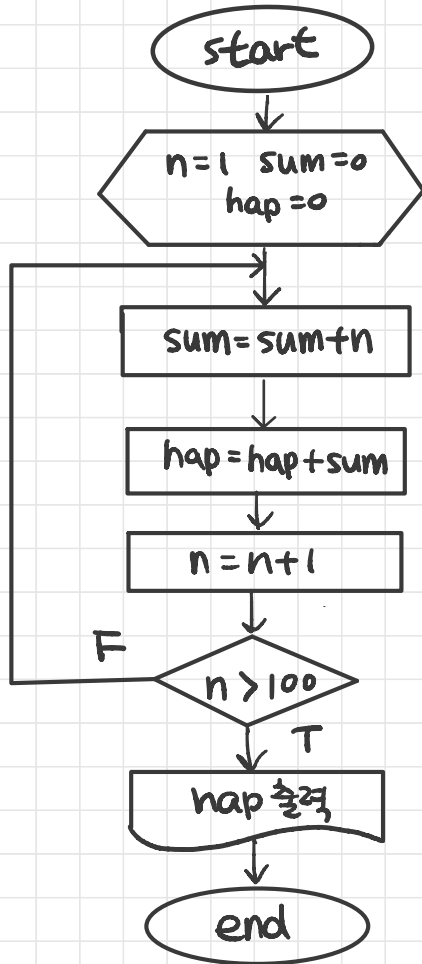 start
n=1 sum=0
hap=0
sum=sum+n
hap=hap+sum
n=n+1
F
n>100
T
hap 출력
end